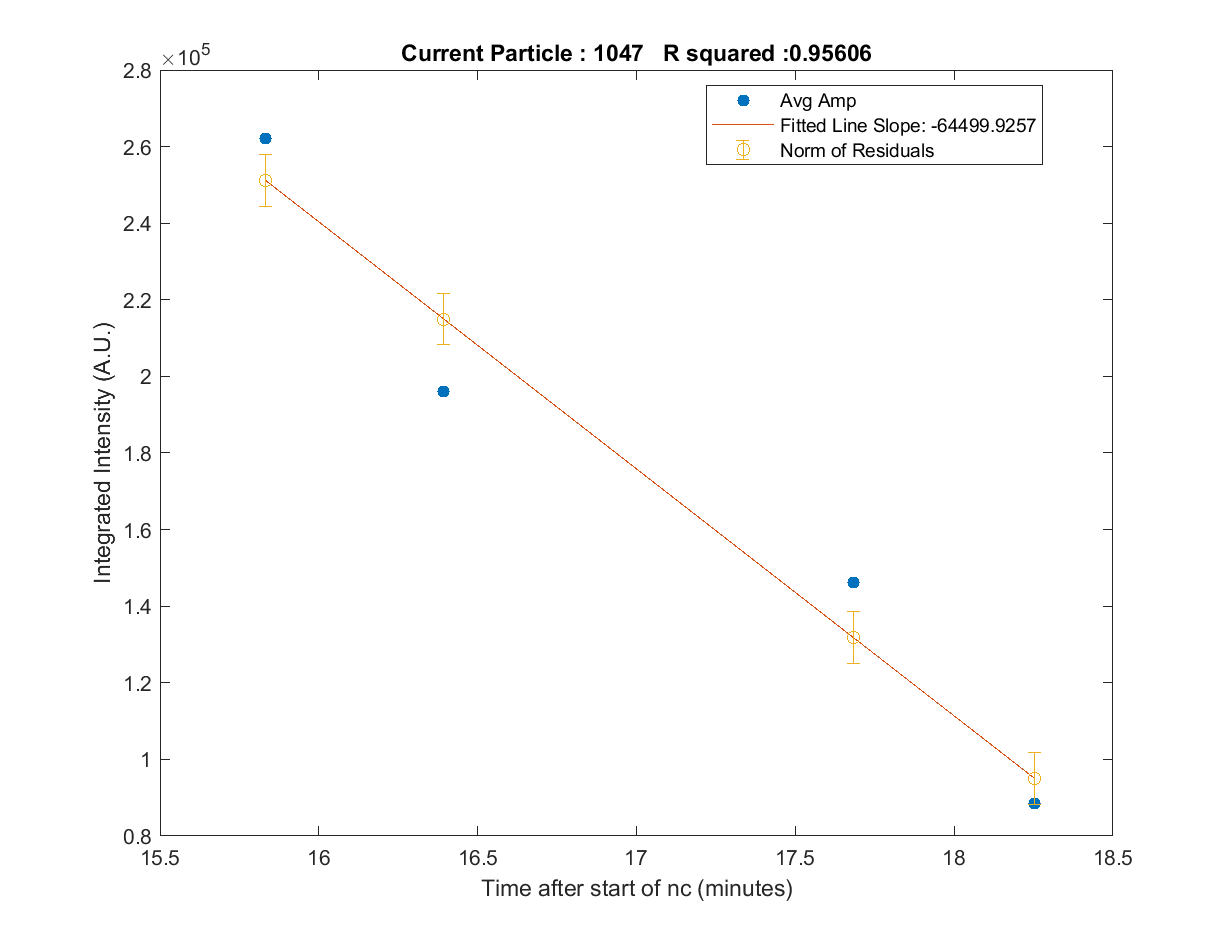 Current Particle : 1047 R squared :0.95606
×10^5
2.8
2.6
2.4
2.2
2
1.8
1.6
1.4
1.2
1
0.8
Integrated Intensity (A.U.)
Avg Amp
Fitted Line Slope: -64499.9257
Norm of Residuals
15.5 16 16.5 17 17.5 18 18.5
Time after start of nc (minutes)